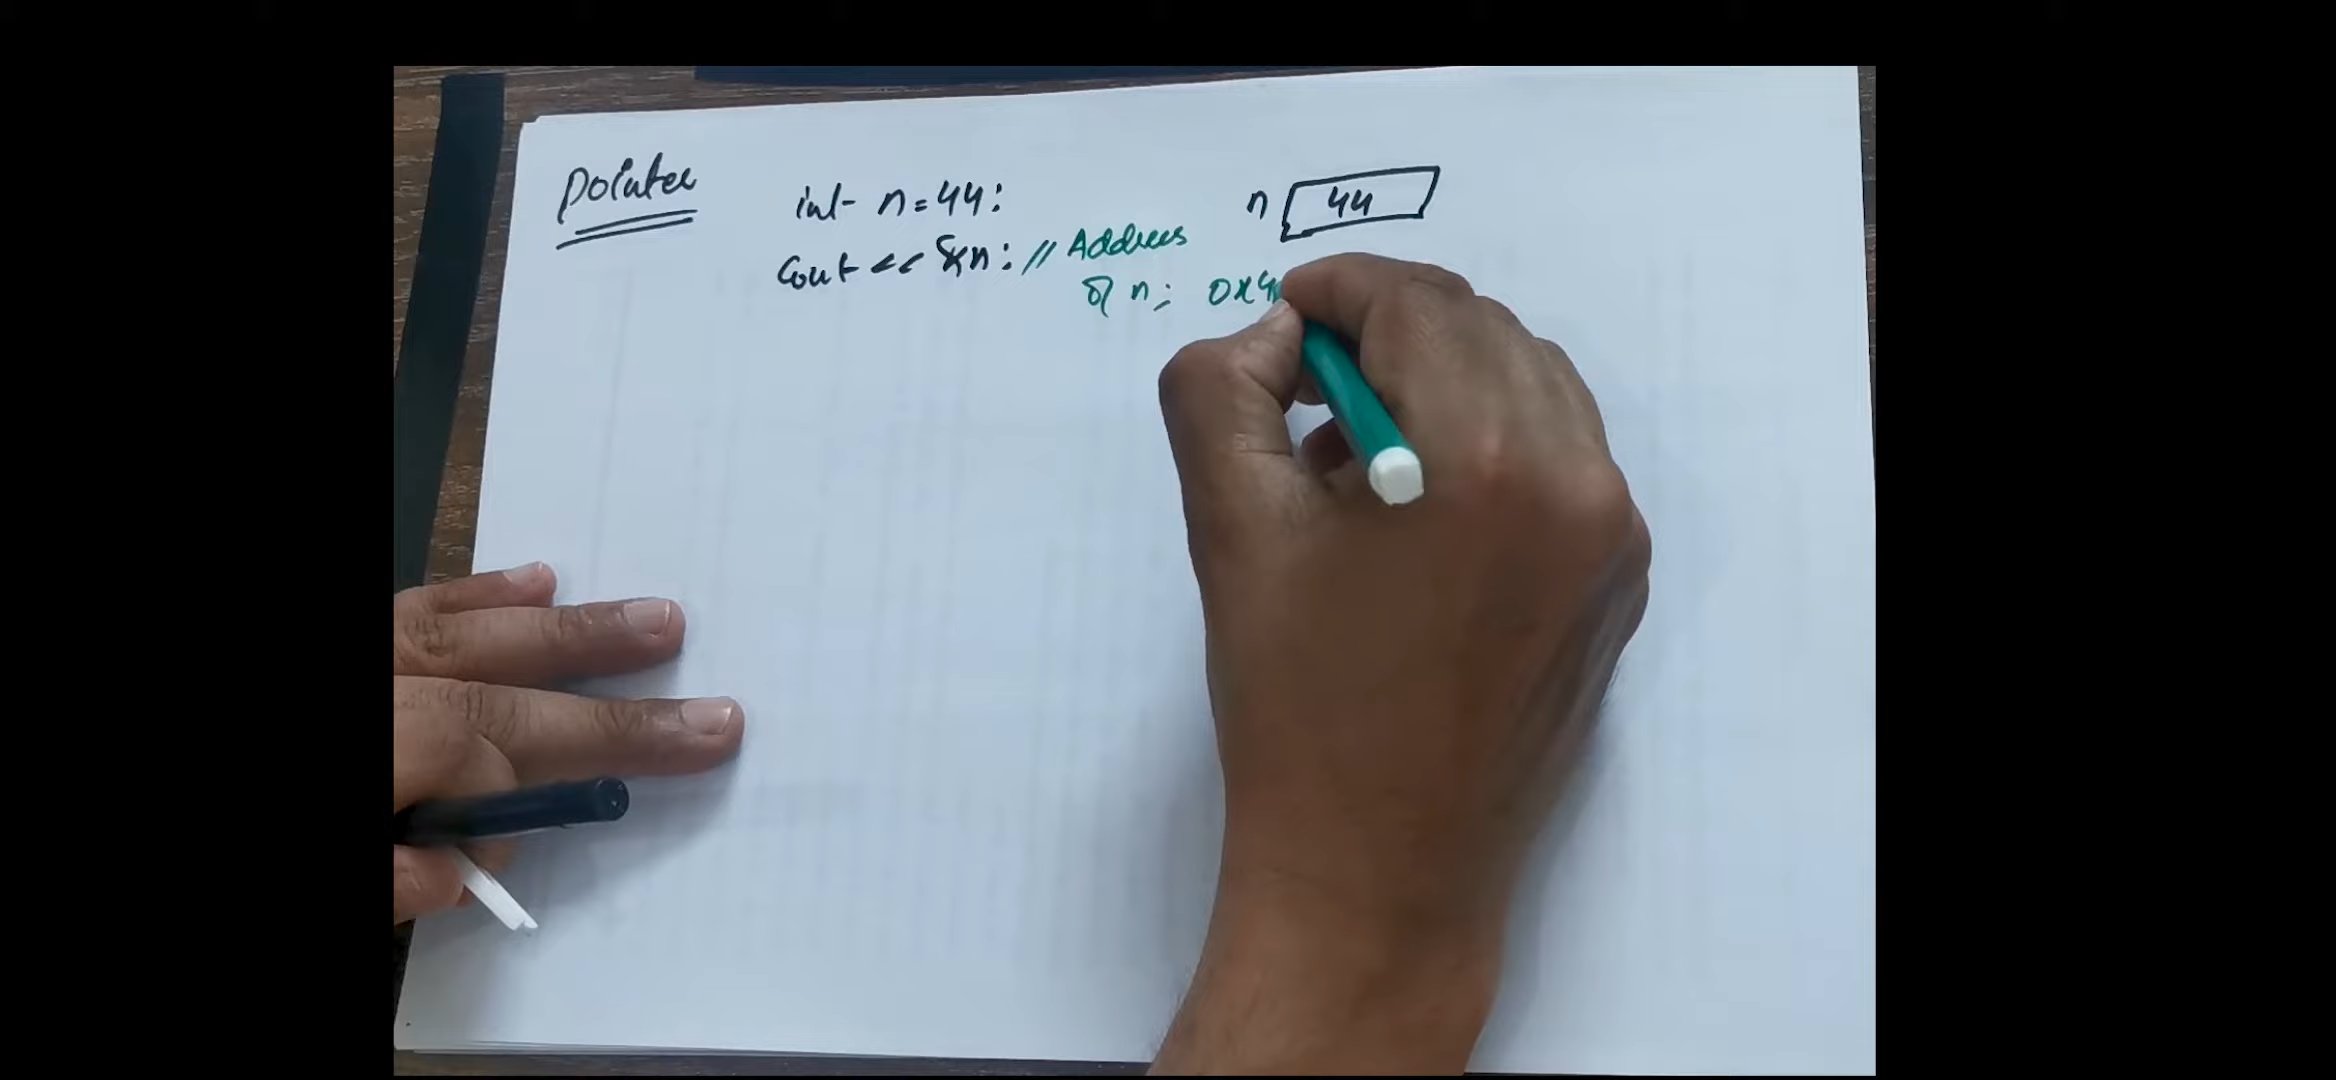 Pointer
int n=44;
n 44
cout << &n; // Address
of n: 0x4